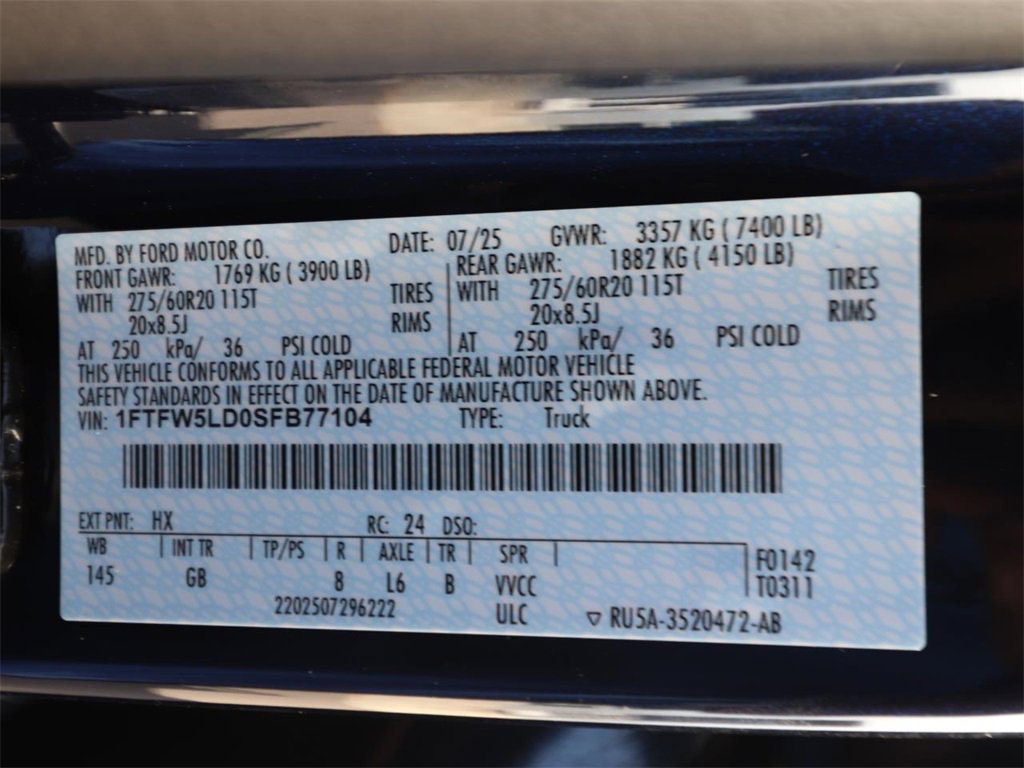 MFD. BY FORD MOTOR CO. DATE: 07/25 GVWR: 3357 KG ( 7400 LB)
FRONT GAWR: 1769 KG ( 3900 LB) REAR GAWR: 1882 KG ( 4150 LB)
WITH 275/60R20 115T TIRES WITH 275/60R20 115T TIRES
20x8.5J RIMS 20x8.5J RIMS
AT 250 kPa/ 36 PSI COLD AT 250 kPa/ 36 PSI COLD
THIS VEHICLE CONFORMS TO ALL APPLICABLE FEDERAL MOTOR VEHICLE
SAFETY STANDARDS IN EFFECT ON THE DATE OF MANUFACTURE SHOWN ABOVE.
VIN: 1FTFW5LD0SFB77104 TYPE: Truck
EXT PNT: HX RC: 24 DSO:
WB INT TR TP/PS R AXLE TR SPR F0142
145 GB 8 L6 B VVCC T0311
2202507296222 ULC ▽ RU5A-3520472-AB